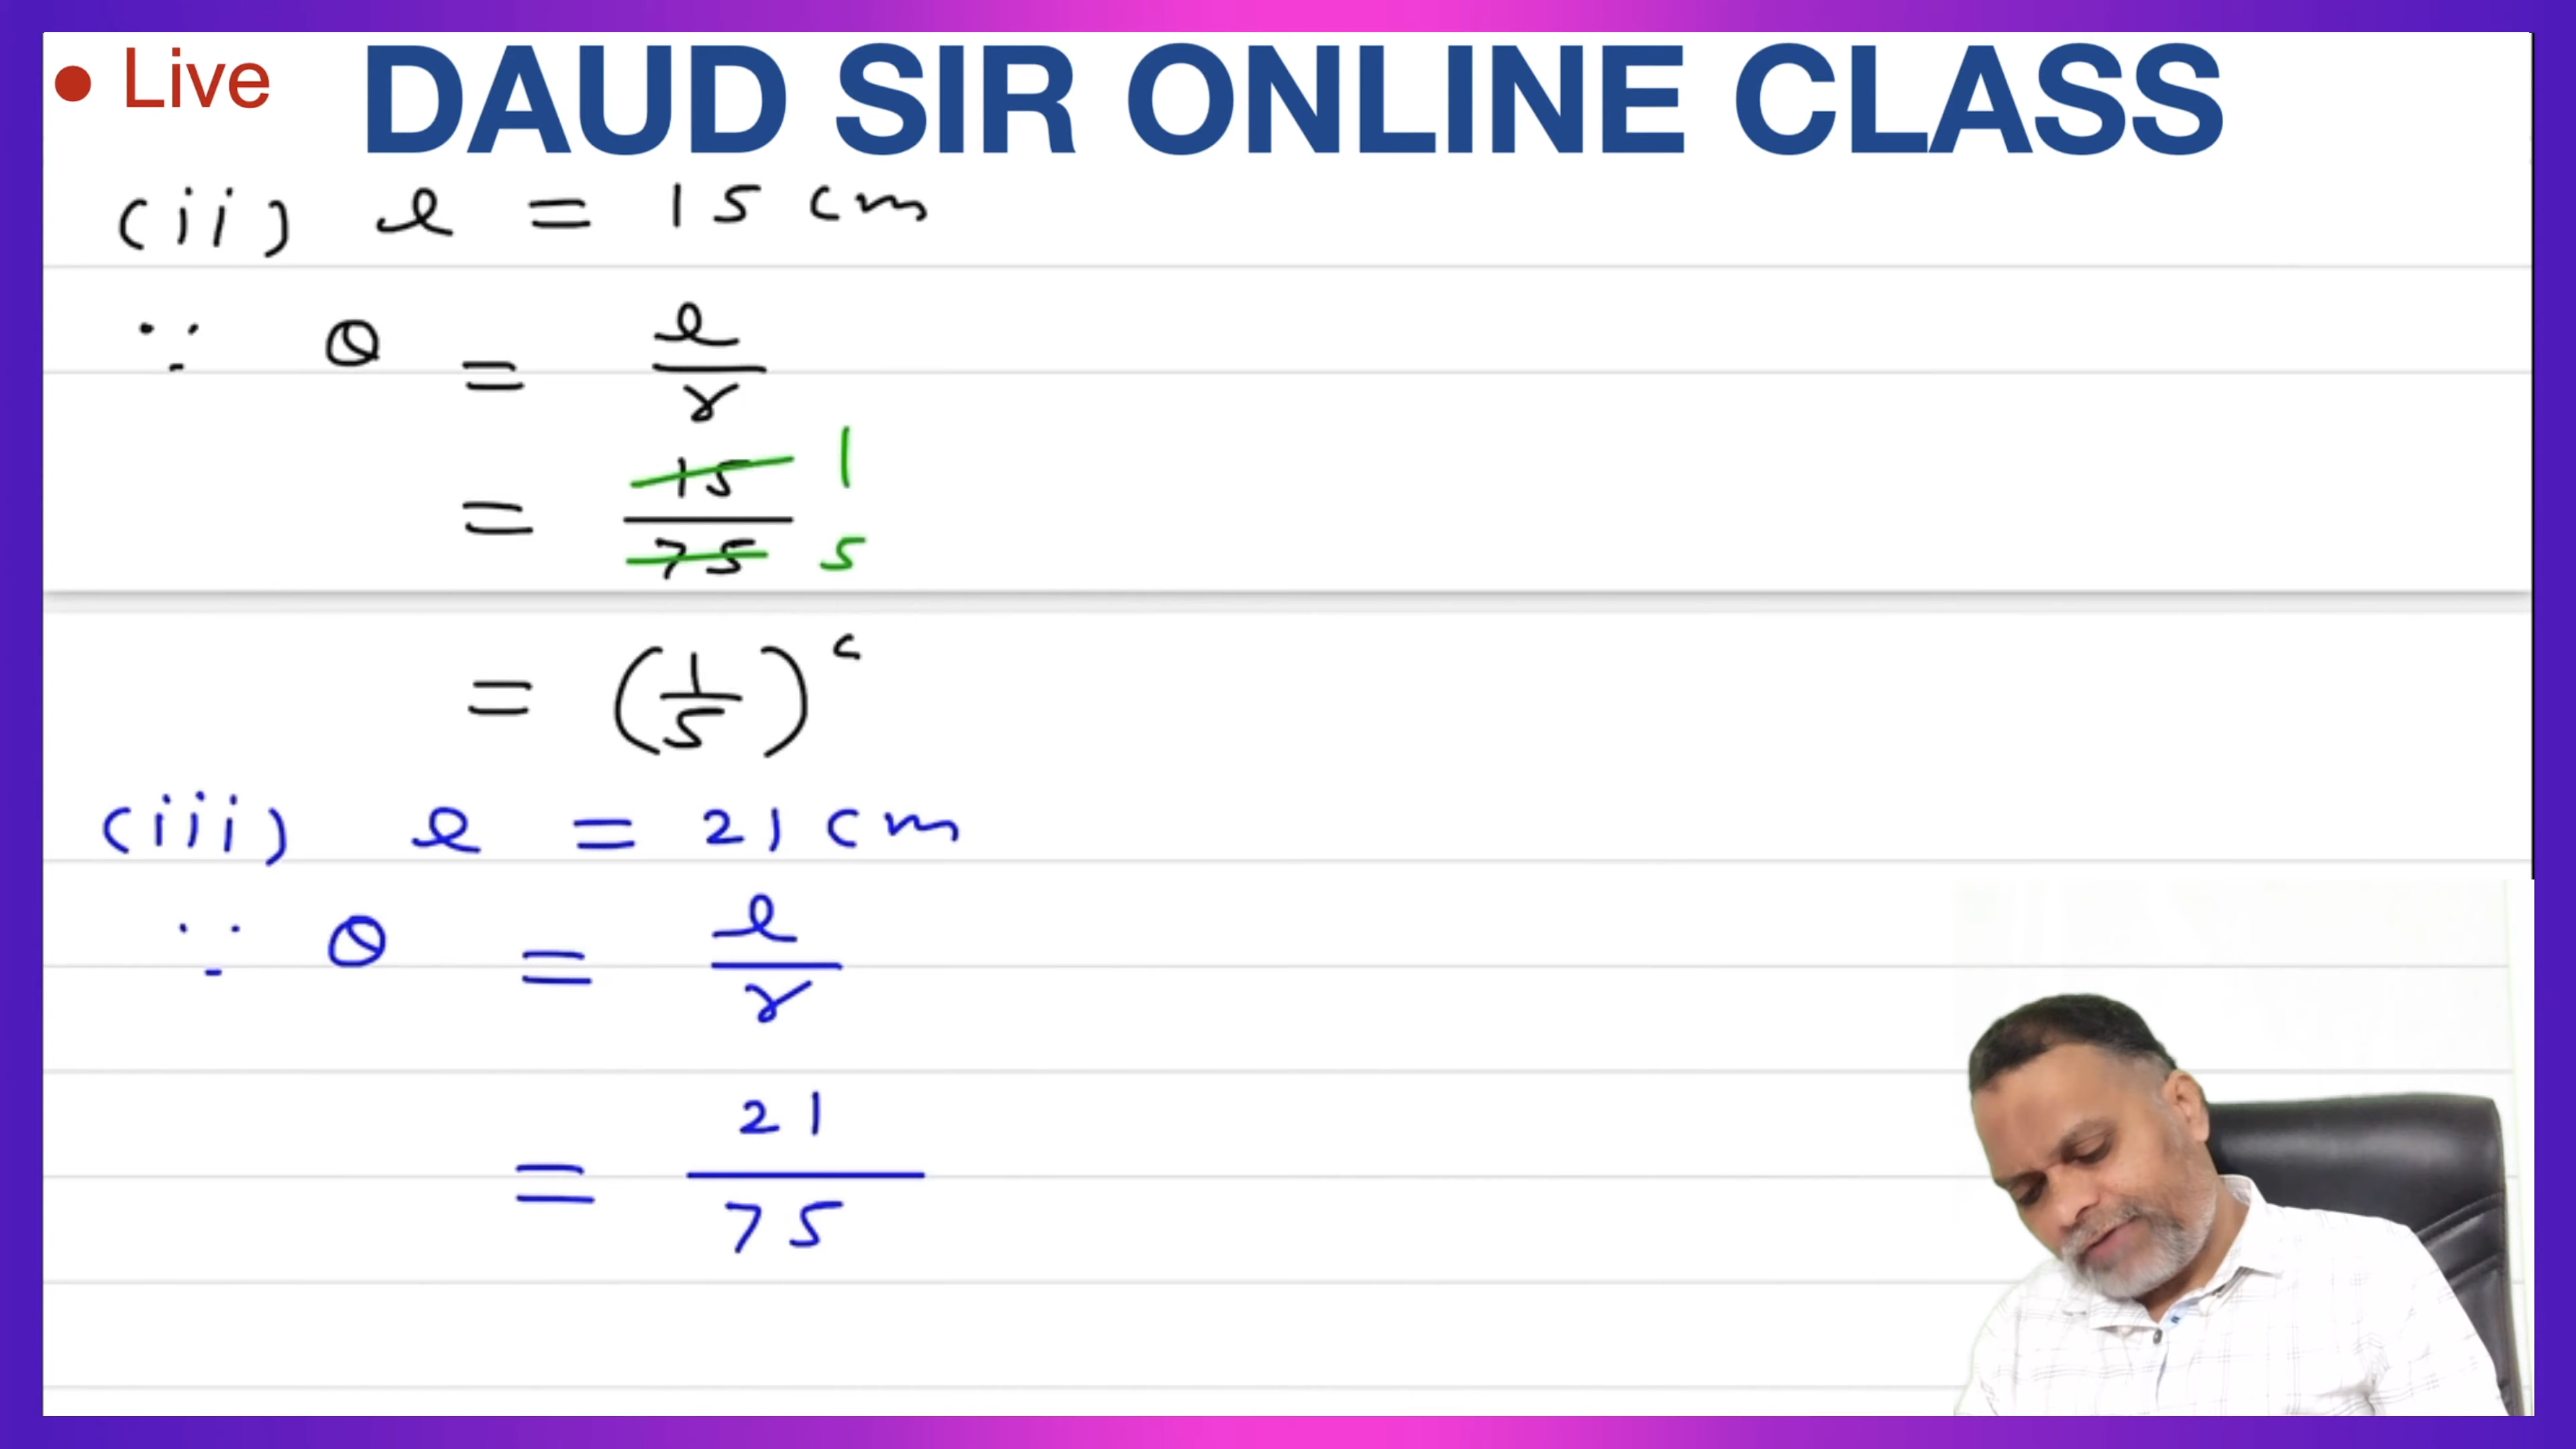 • Live DAUD SIR ONLINE CLASS
(ii) l = 15 cm
∵ θ = l/r
= 15/75 1/5
= (1/5)ᶜ
(iii) l = 21 cm
∵ θ = l/r
= 21/75